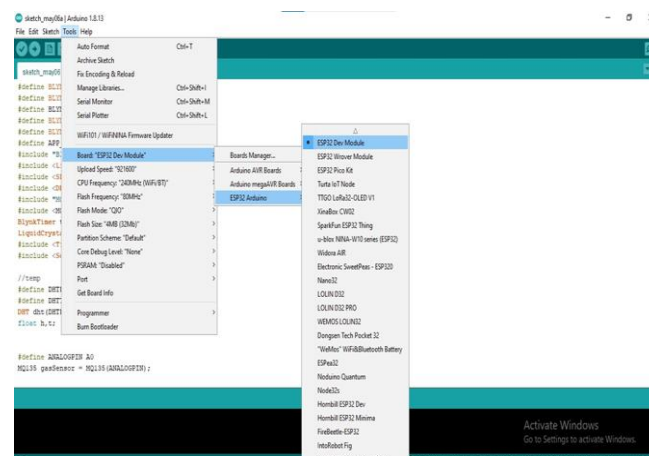 sketch_may06a | Arduino 1.8.13
File Edit Sketch Tools Help
sketch_may06
#define BLYN
#define BLYN
#define BLYN
#define BLYN
#define BLYN
#define APP_
#include "B
#include <L
#include <S
#include <D
#include "MQ
#include <M
BlynkTimer
LiquidCryst
#include <T
#include <S
//temp
#define DHT
#define DHT
DHT dht(DHT
float h,t;
#define ANALOGPIN A0
MQ135 gasSensor = MQ135(ANALOGPIN);
Auto Format Ctrl+T
Archive Sketch
Fix Encoding & Reload
Manage Libraries... Ctrl+Shift+I
Serial Monitor Ctrl+Shift+M
Serial Plotter Ctrl+Shift+L
WiFi101 / WiFiNINA Firmware Updater
Board: "ESP32 Dev Module"
Upload Speed: "921600"
CPU Frequency: "240MHz (WiFi/BT)"
Flash Frequency: "80MHz"
Flash Mode: "QIO"
Flash Size: "4MB (32Mb)"
Partition Scheme: "Default"
Core Debug Level: "None"
PSRAM: "Disabled"
Port
Get Board Info
Programmer
Burn Bootloader
Boards Manager...
Arduino AVR Boards
Arduino megaAVR Boards
ESP32 Arduino
ESP32 Dev Module
ESP32 Wrover Module
ESP32 Pico Kit
Turta IoT Node
TTGO LoRa32-OLED V1
XinaBox CW02
SparkFun ESP32 Thing
u-blox NINA-W10 series (ESP32)
Widora AIR
Electronic SweetPeas - ESP320
Nano32
LOLIN D32
LOLIN D32 PRO
WEMOS LOLIN32
Dongsen Tech Pocket 32
"WeMos" WiFi&Bluetooth Battery
ESPea32
Noduino Quantum
Node32s
Hornbill ESP32 Dev
Hornbill ESP32 Minima
FireBeetle-ESP32
IntoRobot Fig
Activate Windows
Go to Settings to activate Windows.